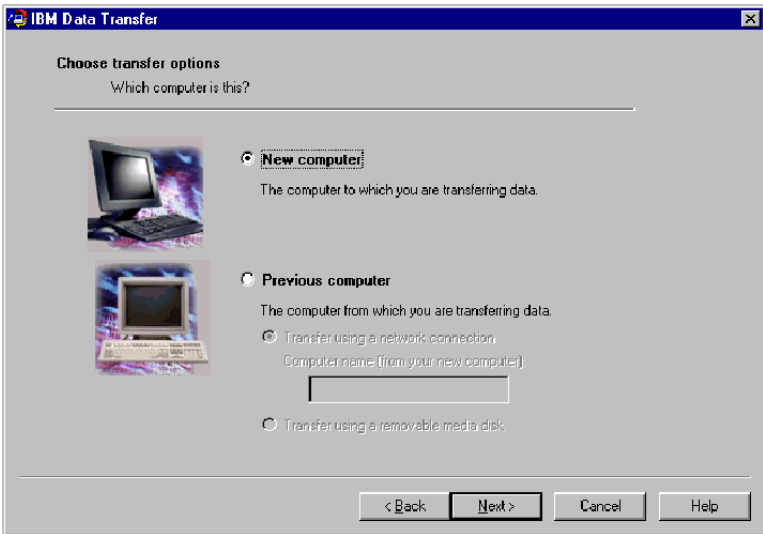 IBM Data Transfer
Choose transfer options
Which computer is this?
New computer
The computer to which you are transferring data.
Previous computer
The computer from which you are transferring data.
Transfer using a network connection
Computer name (from your new computer):
Transfer using a removable media disk.
< Back
Next >
Cancel
Help